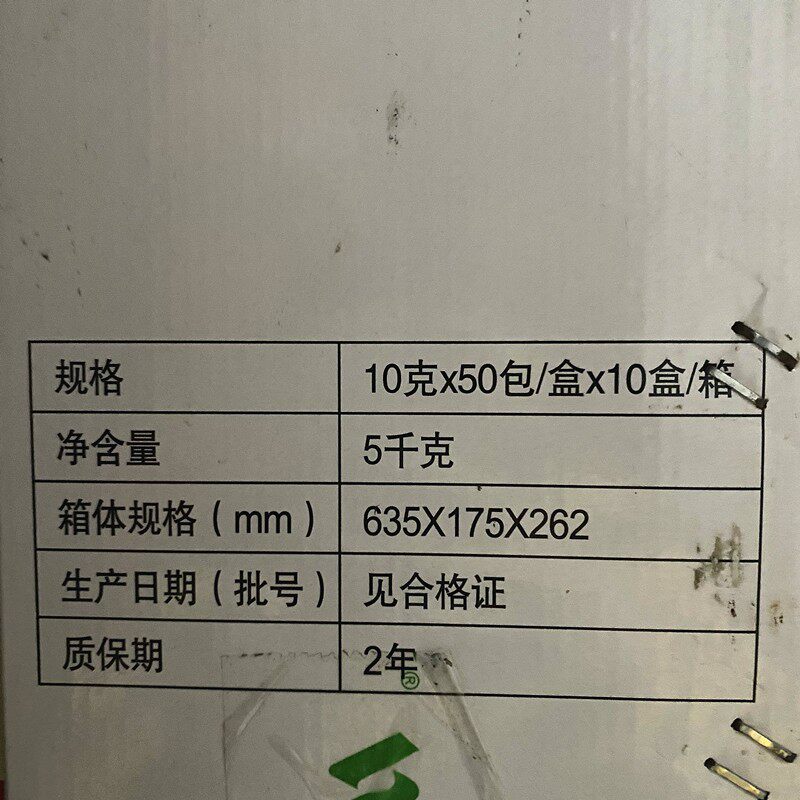 规格 10克x50包/盒x10盒/箱
净含量 5千克
箱体规格（mm） 635X175X262
生产日期（批号） 见合格证
质保期 2年
®